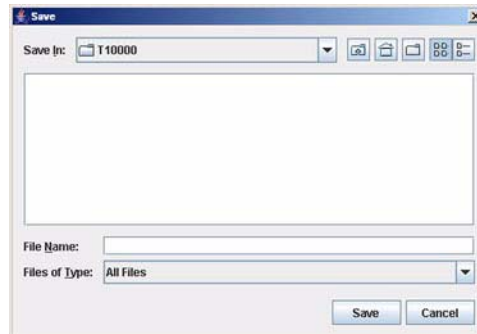 Save
Save In: T10000
File Name:
Files of Type: All Files
Save Cancel